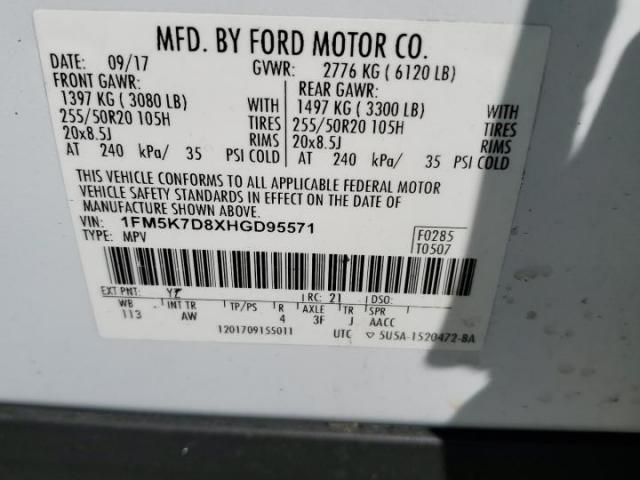 MFD. BY FORD MOTOR CO.
DATE: 09/17 GVWR: 2776 KG ( 6120 LB)
FRONT GAWR: REAR GAWR:
1397 KG ( 3080 LB) WITH 1497 KG ( 3300 LB) WITH
255/50R20 105H TIRES 255/50R20 105H TIRES
20x8.5J RIMS 20x8.5J RIMS
AT 240 kPa/ 35 PSI COLD AT 240 kPa/ 35 PSI COLD
THIS VEHICLE CONFORMS TO ALL APPLICABLE FEDERAL MOTOR
VEHICLE SAFETY STANDARDS IN EFFECT ON THE DATE OF
MANUFACTURE SHOWN ABOVE.
VIN: 1FM5K7D8XHGD95571 F0285
TYPE: MPV T0507
EXT PNT: YZ RC: 21 DSO:
WB INT TR TP/PS R AXLE TR SPR
113 AW 4 3F J AACC
1201709155011 UTC ▽ 5U5A-1520472-BA